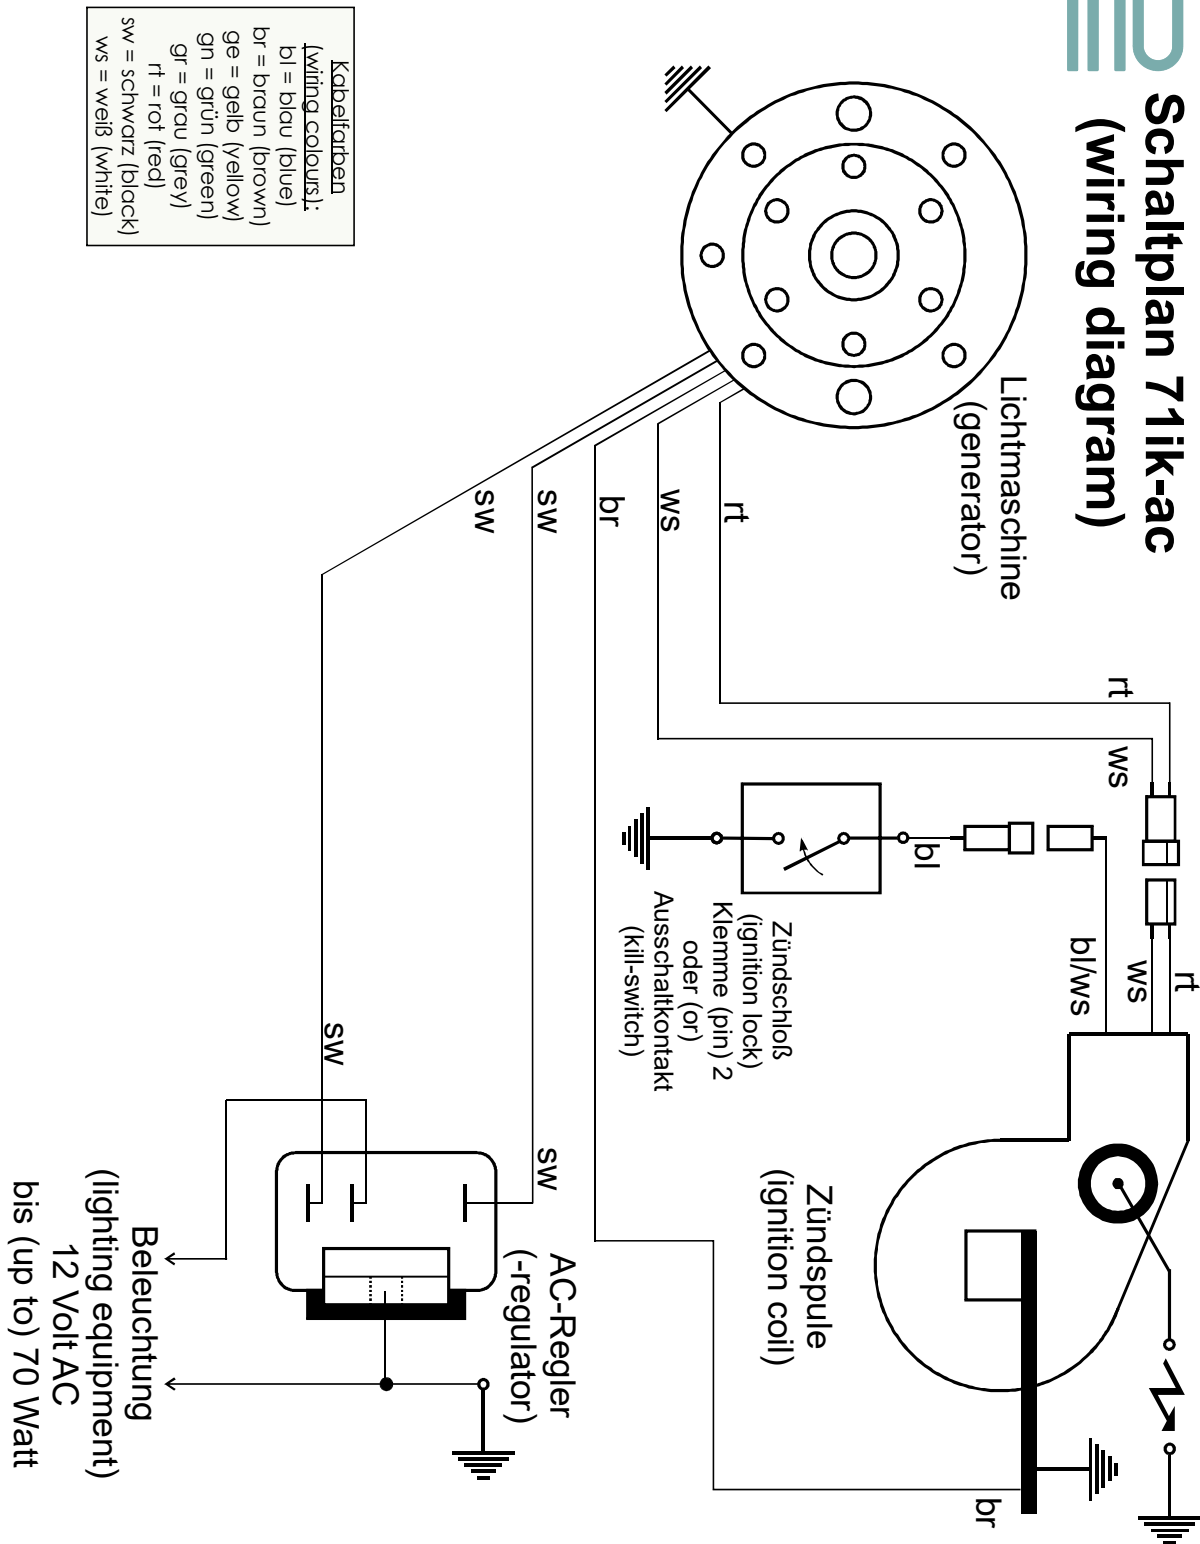 Schaltplan 71ik-ac
(wiring diagram)
Lichtmaschine
(generator)
rt
ws
br
sw
sw
rt
ws
bl
bl/ws
ws
rt
Zündschloß
(ignition lock)
Klemme (pin) 2
oder (or)
Ausschaltkontakt
(kill-switch)
Zündspule
(ignition coil)
br
sw
sw
AC-Regler
(-regulator)
Beleuchtung
(lighting equipment)
12 Volt AC
bis (up to) 70 Watt
Kabelfarben
(wiring colours):
bl = blau (blue)
br = braun (brown)
ge = gelb (yellow)
gn = grün (green)
gr = grau (grey)
rt = rot (red)
sw = schwarz (black)
ws = weiß (white)